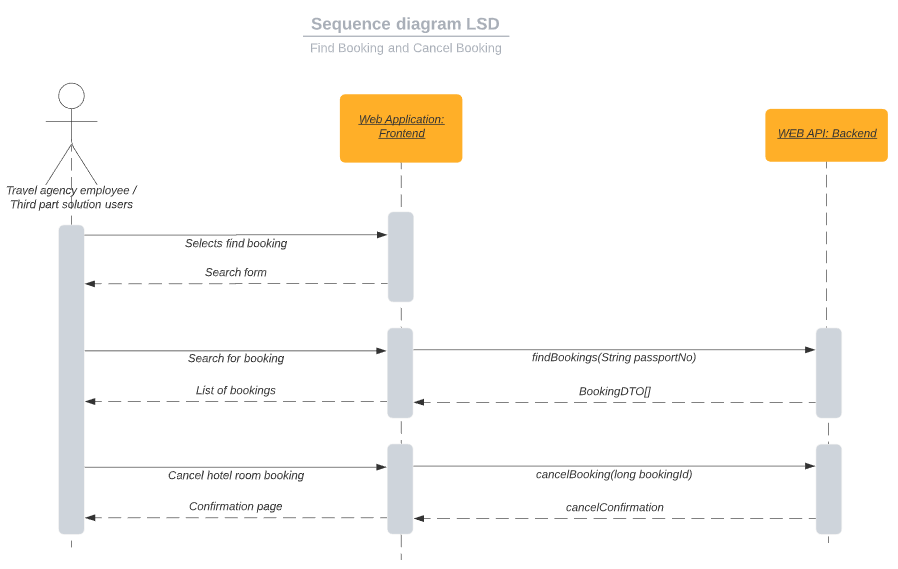 Sequence diagram LSD
Find Booking and Cancel Booking
Web Application:
Frontend
WEB API: Backend
Travel agency employee /
Third part solution users
Selects find booking
Search form
Search for booking
findBookings(String passportNo)
List of bookings
BookingDTO[]
Cancel hotel room booking
cancelBooking(long bookingId)
Confirmation page
cancelConfirmation